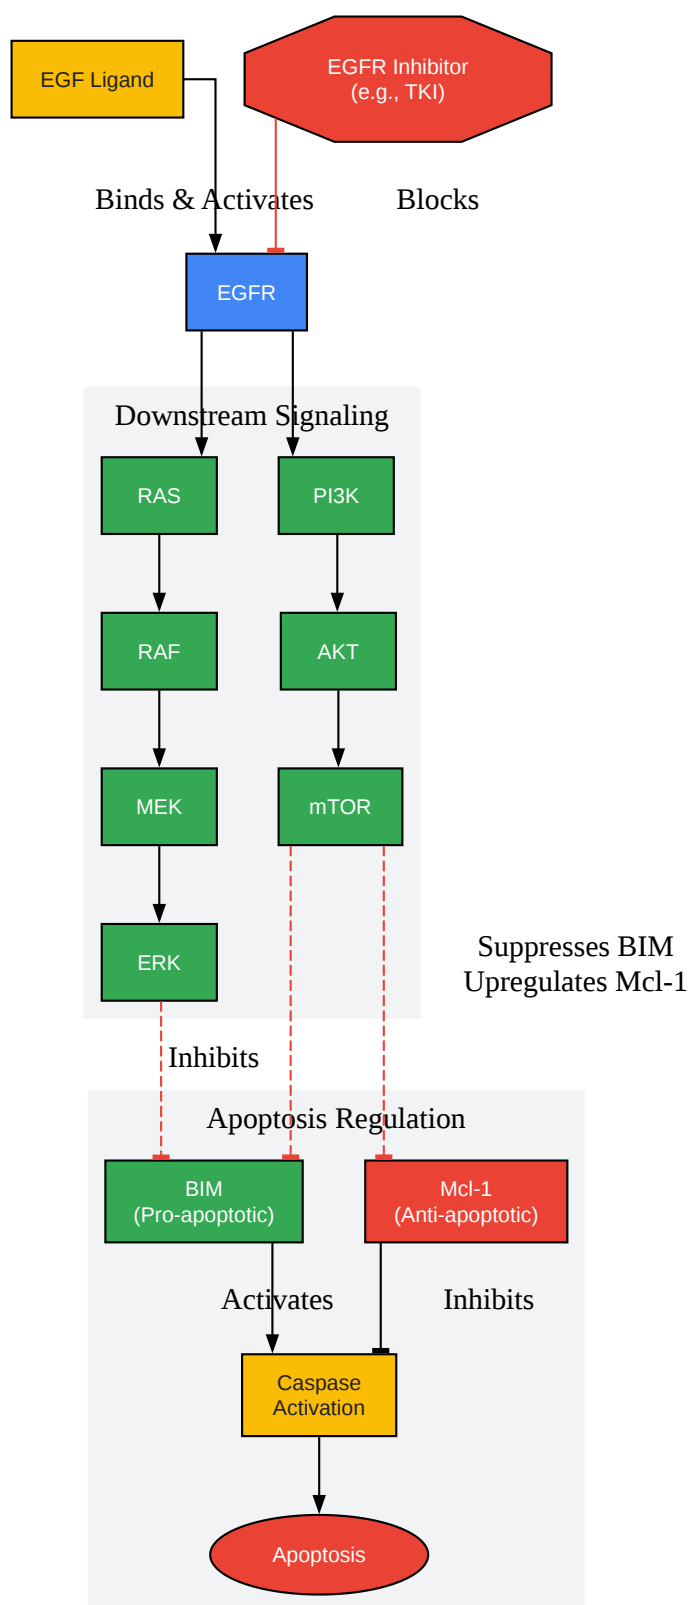 EGF Ligand
EGFR Inhibitor
(e.g., TKI)
Binds & Activates
Blocks
EGFR
Downstream Signaling
RAS
PI3K
RAF
AKT
MEK
mTOR
ERK
Suppresses BIM
Upregulates Mcl-1
Inhibits
Apoptosis Regulation
BIM
(Pro-apoptotic)
Mcl-1
(Anti-apoptotic)
Activates
Inhibits
Caspase
Activation
Apoptosis